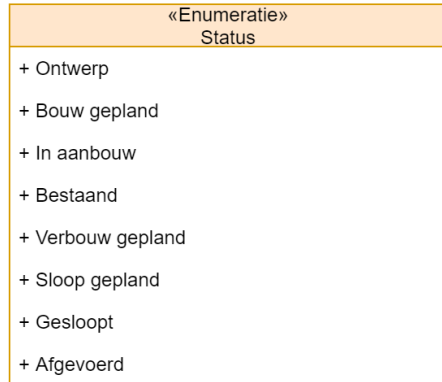 «Enumeratie»
Status
+ Ontwerp
+ Bouw gepland
+ In aanbouw
+ Bestaand
+ Verbouw gepland
+ Sloop gepland
+ Gesloopt
+ Afgevoerd